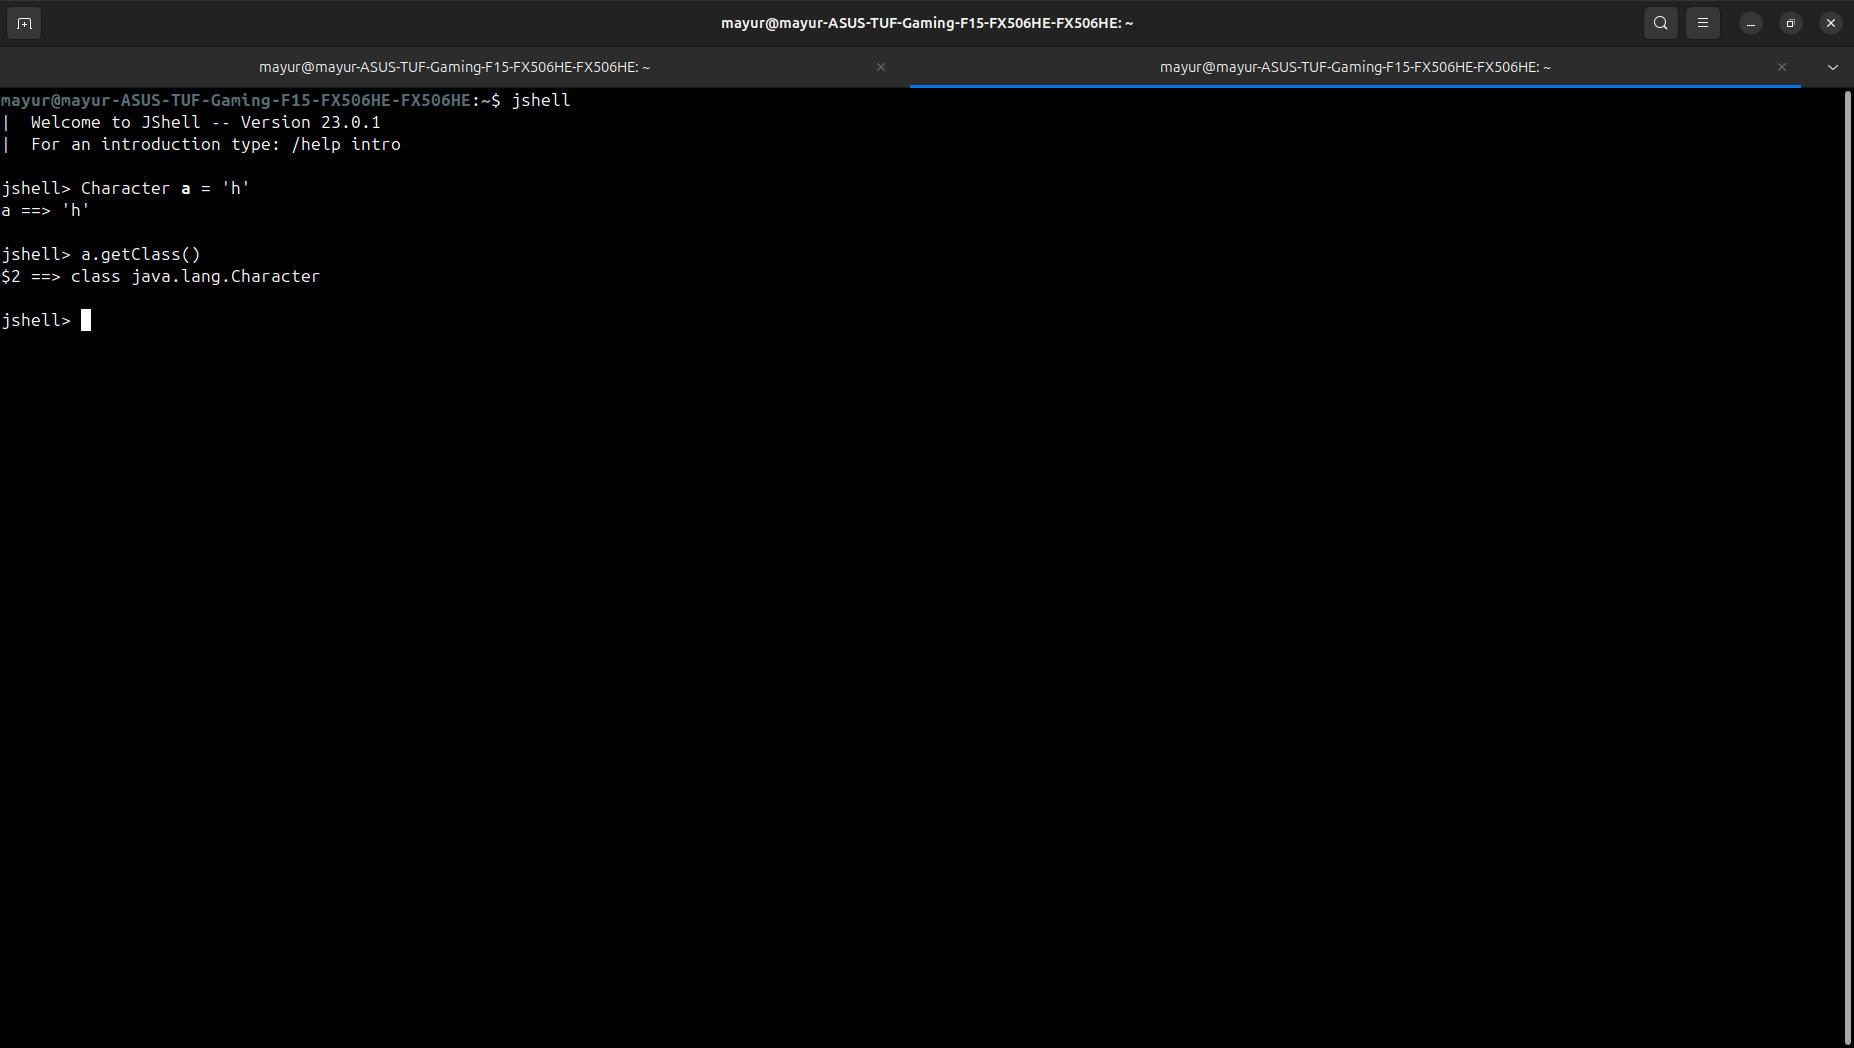 mayur@mayur-ASUS-TUF-Gaming-F15-FX506HE-FX506HE: ~
mayur@mayur-ASUS-TUF-Gaming-F15-FX506HE-FX506HE: ~
mayur@mayur-ASUS-TUF-Gaming-F15-FX506HE-FX506HE: ~
mayur@mayur-ASUS-TUF-Gaming-F15-FX506HE-FX506HE:~$ jshell
|  Welcome to JShell -- Version 23.0.1
|  For an introduction type: /help intro
jshell> Character a = 'h'
a ==> 'h'
jshell> a.getClass()
$2 ==> class java.lang.Character
jshell>